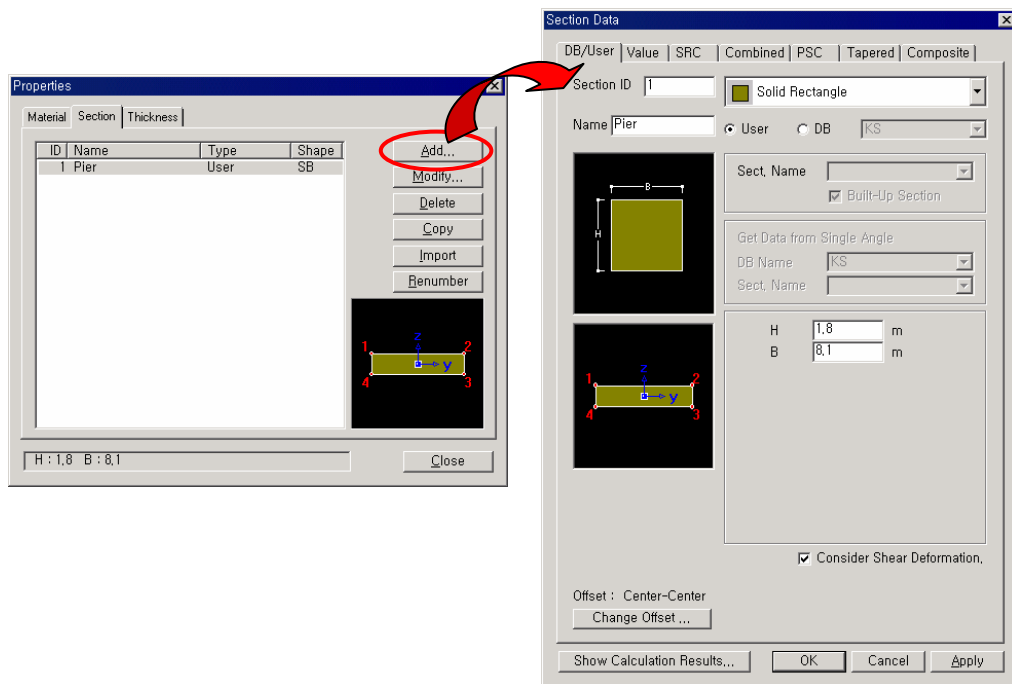 Properties
Material Section Thickness
ID Name Type Shape
1 Pier User SB
Add...
Modify...
Delete
Copy
Import
Renumber
z
1 2
y
4 3
H : 1,8 B : 8,1
Close
Section Data
DB/User Value SRC Combined PSC Tapered Composite
Section ID 1
Solid Rectangle
Name Pier
User DB KS
B
H
Sect, Name
Built-Up Section
Get Data from Single Angle
DB Name KS
Sect, Name
z
1 2
y
4 3
H 1,8 m
B 8,1 m
Consider Shear Deformation,
Offset : Center-Center
Change Offset ...
Show Calculation Results...
OK Cancel Apply